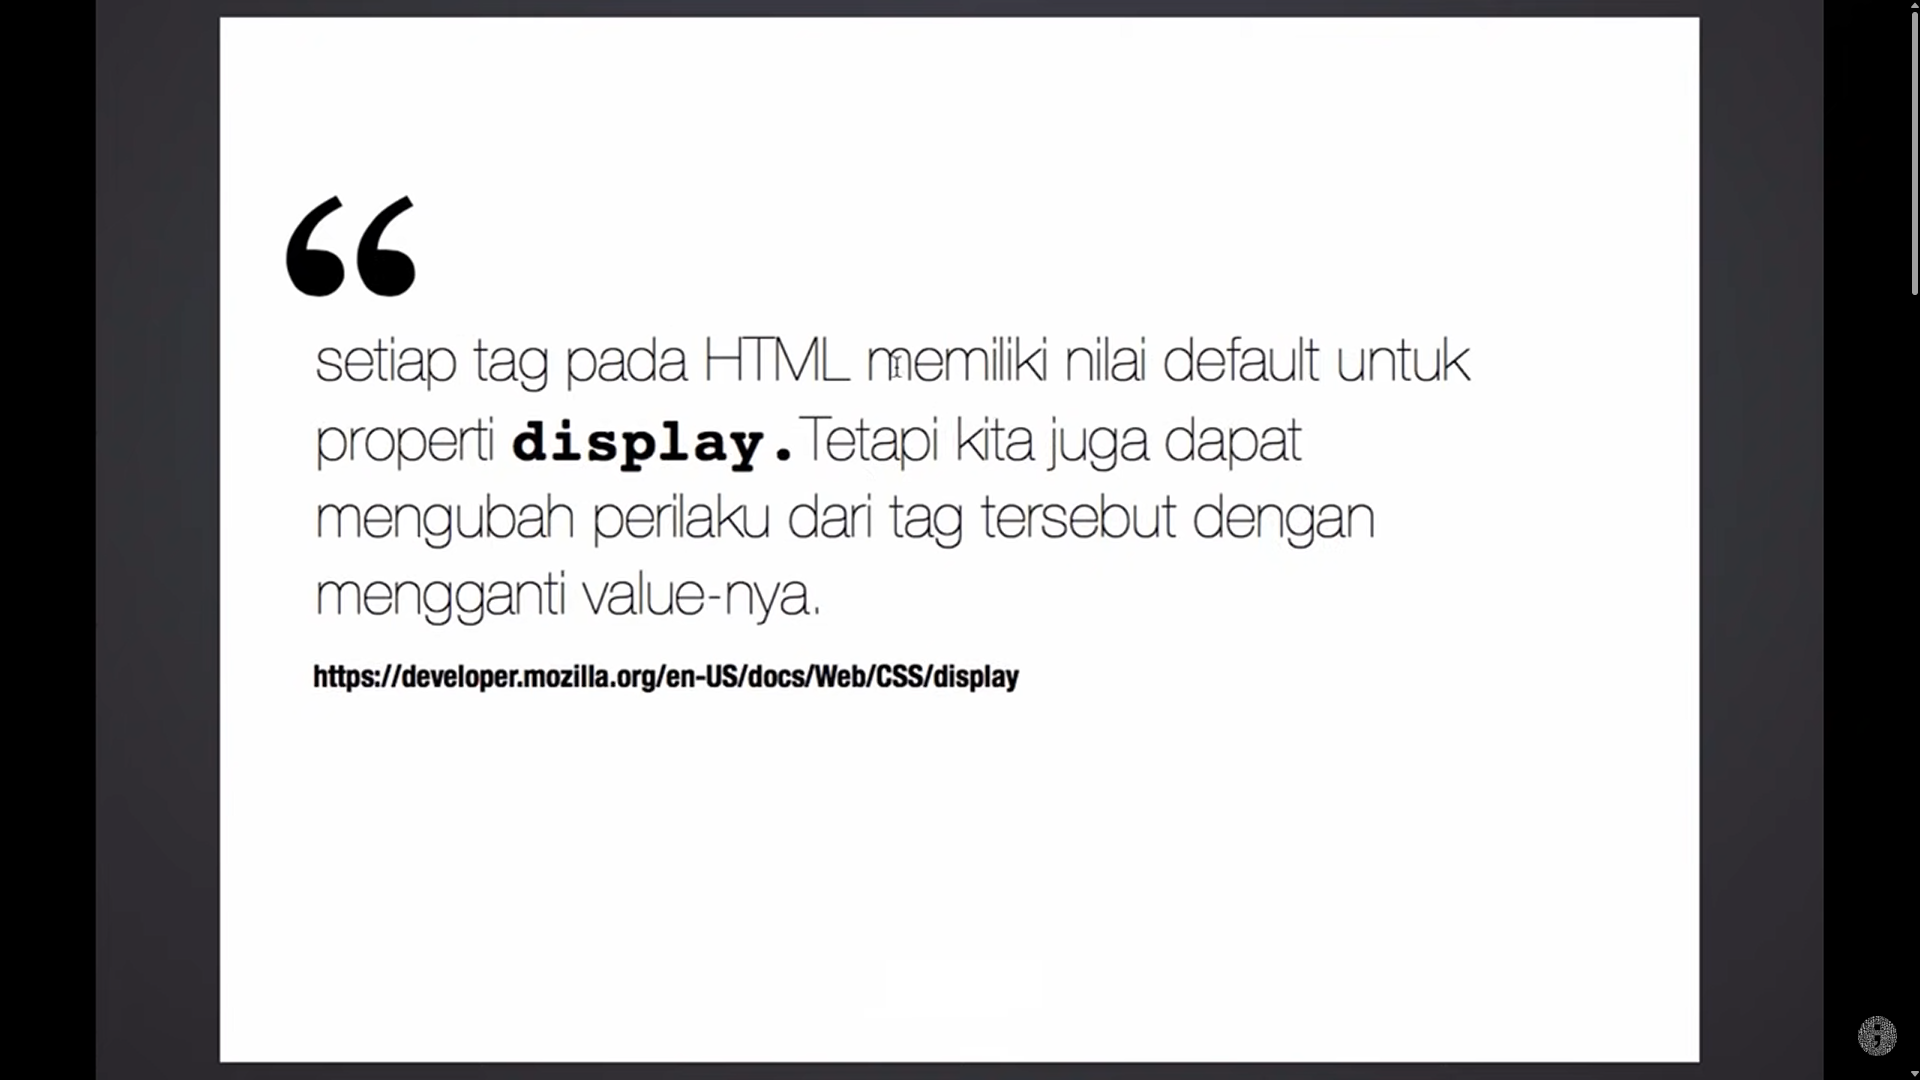 “
setiap tag pada HTML memiliki nilai default untuk
properti display. Tetapi kita juga dapat
mengubah perilaku dari tag tersebut dengan
mengganti value-nya.
https://developer.mozilla.org/en-US/docs/Web/CSS/display